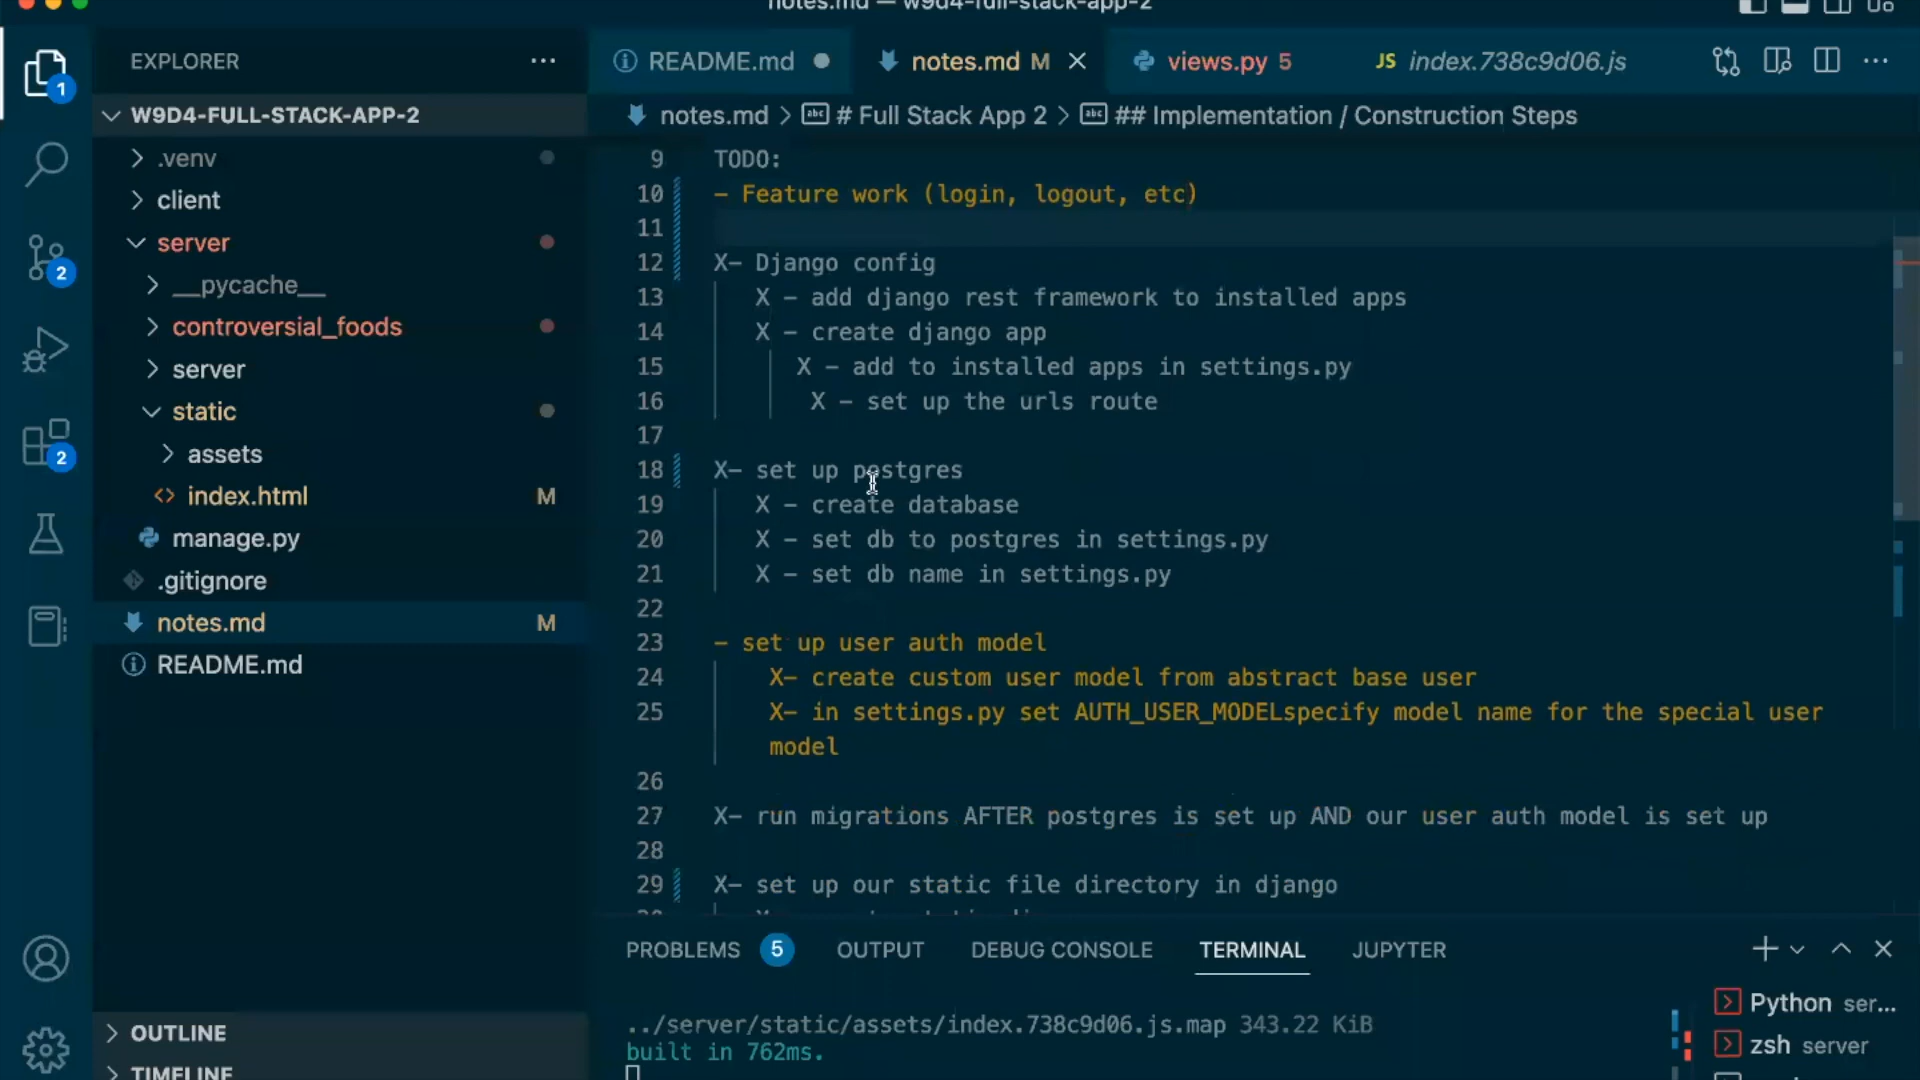 notes.md — w9d4-full-stack-app-2
EXPLORER
W9D4-FULL-STACK-APP-2
.venv
client
server
__pycache__
controversial_foods
server
static
assets
index.html M
manage.py
.gitignore
notes.md M
README.md
OUTLINE
TIMELINE
1
2
2
README.md
notes.md M
views.py 5
JS index.738c9d06.js
notes.md > abc # Full Stack App 2 > abc ## Implementation / Construction Steps
9 TODO:
10 - Feature work (login, logout, etc)
11
12 X- Django config
13 X - add django rest framework to installed apps
14 X - create django app
15 X - add to installed apps in settings.py
16 X - set up the urls route
17
18 X- set up postgres
19 X - create database
20 X - set db to postgres in settings.py
21 X - set db name in settings.py
22
23 - set up user auth model
24 X- create custom user model from abstract base user
25 X- in settings.py set AUTH_USER_MODELspecify model name for the special user
model
26
27 X- run migrations AFTER postgres is set up AND our user auth model is set up
28
29 X- set up our static file directory in django
PROBLEMS 5 OUTPUT DEBUG CONSOLE TERMINAL JUPYTER
../server/static/assets/index.738c9d06.js.map 343.22 KiB
built in 762ms.
Python ser...
zsh server